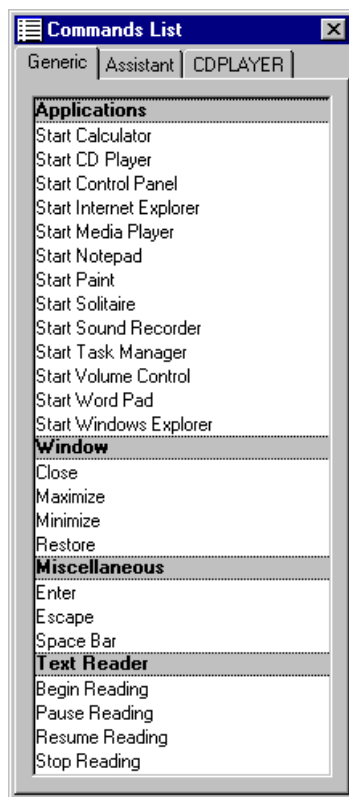 Commands List
Generic Assistant CDPLAYER
Applications
Start Calculator
Start CD Player
Start Control Panel
Start Internet Explorer
Start Media Player
Start Notepad
Start Paint
Start Solitaire
Start Sound Recorder
Start Task Manager
Start Volume Control
Start Word Pad
Start Windows Explorer
Window
Close
Maximize
Minimize
Restore
Miscellaneous
Enter
Escape
Space Bar
Text Reader
Begin Reading
Pause Reading
Resume Reading
Stop Reading